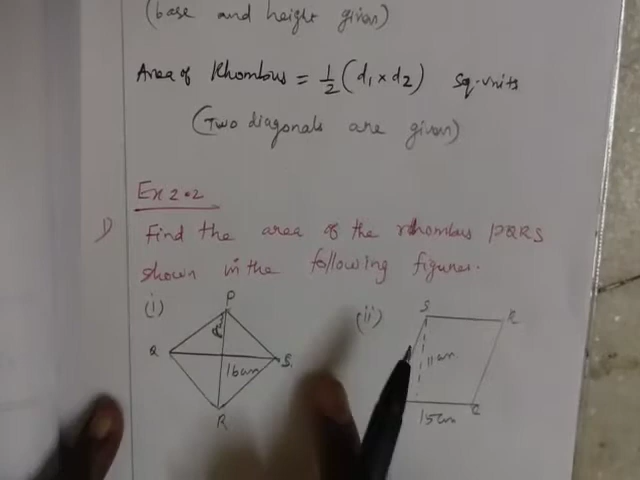 (base and height given)
Area of Rhombus = 1/2 (d1 × d2) sq.units
(Two diagonals are given)
Ex 2.2
1) Find the area of the rhombus PQRS
shown in the following figures.
(i)
P
Q
S
16cm
R
(ii)
S
R
11cm
15cm
Q